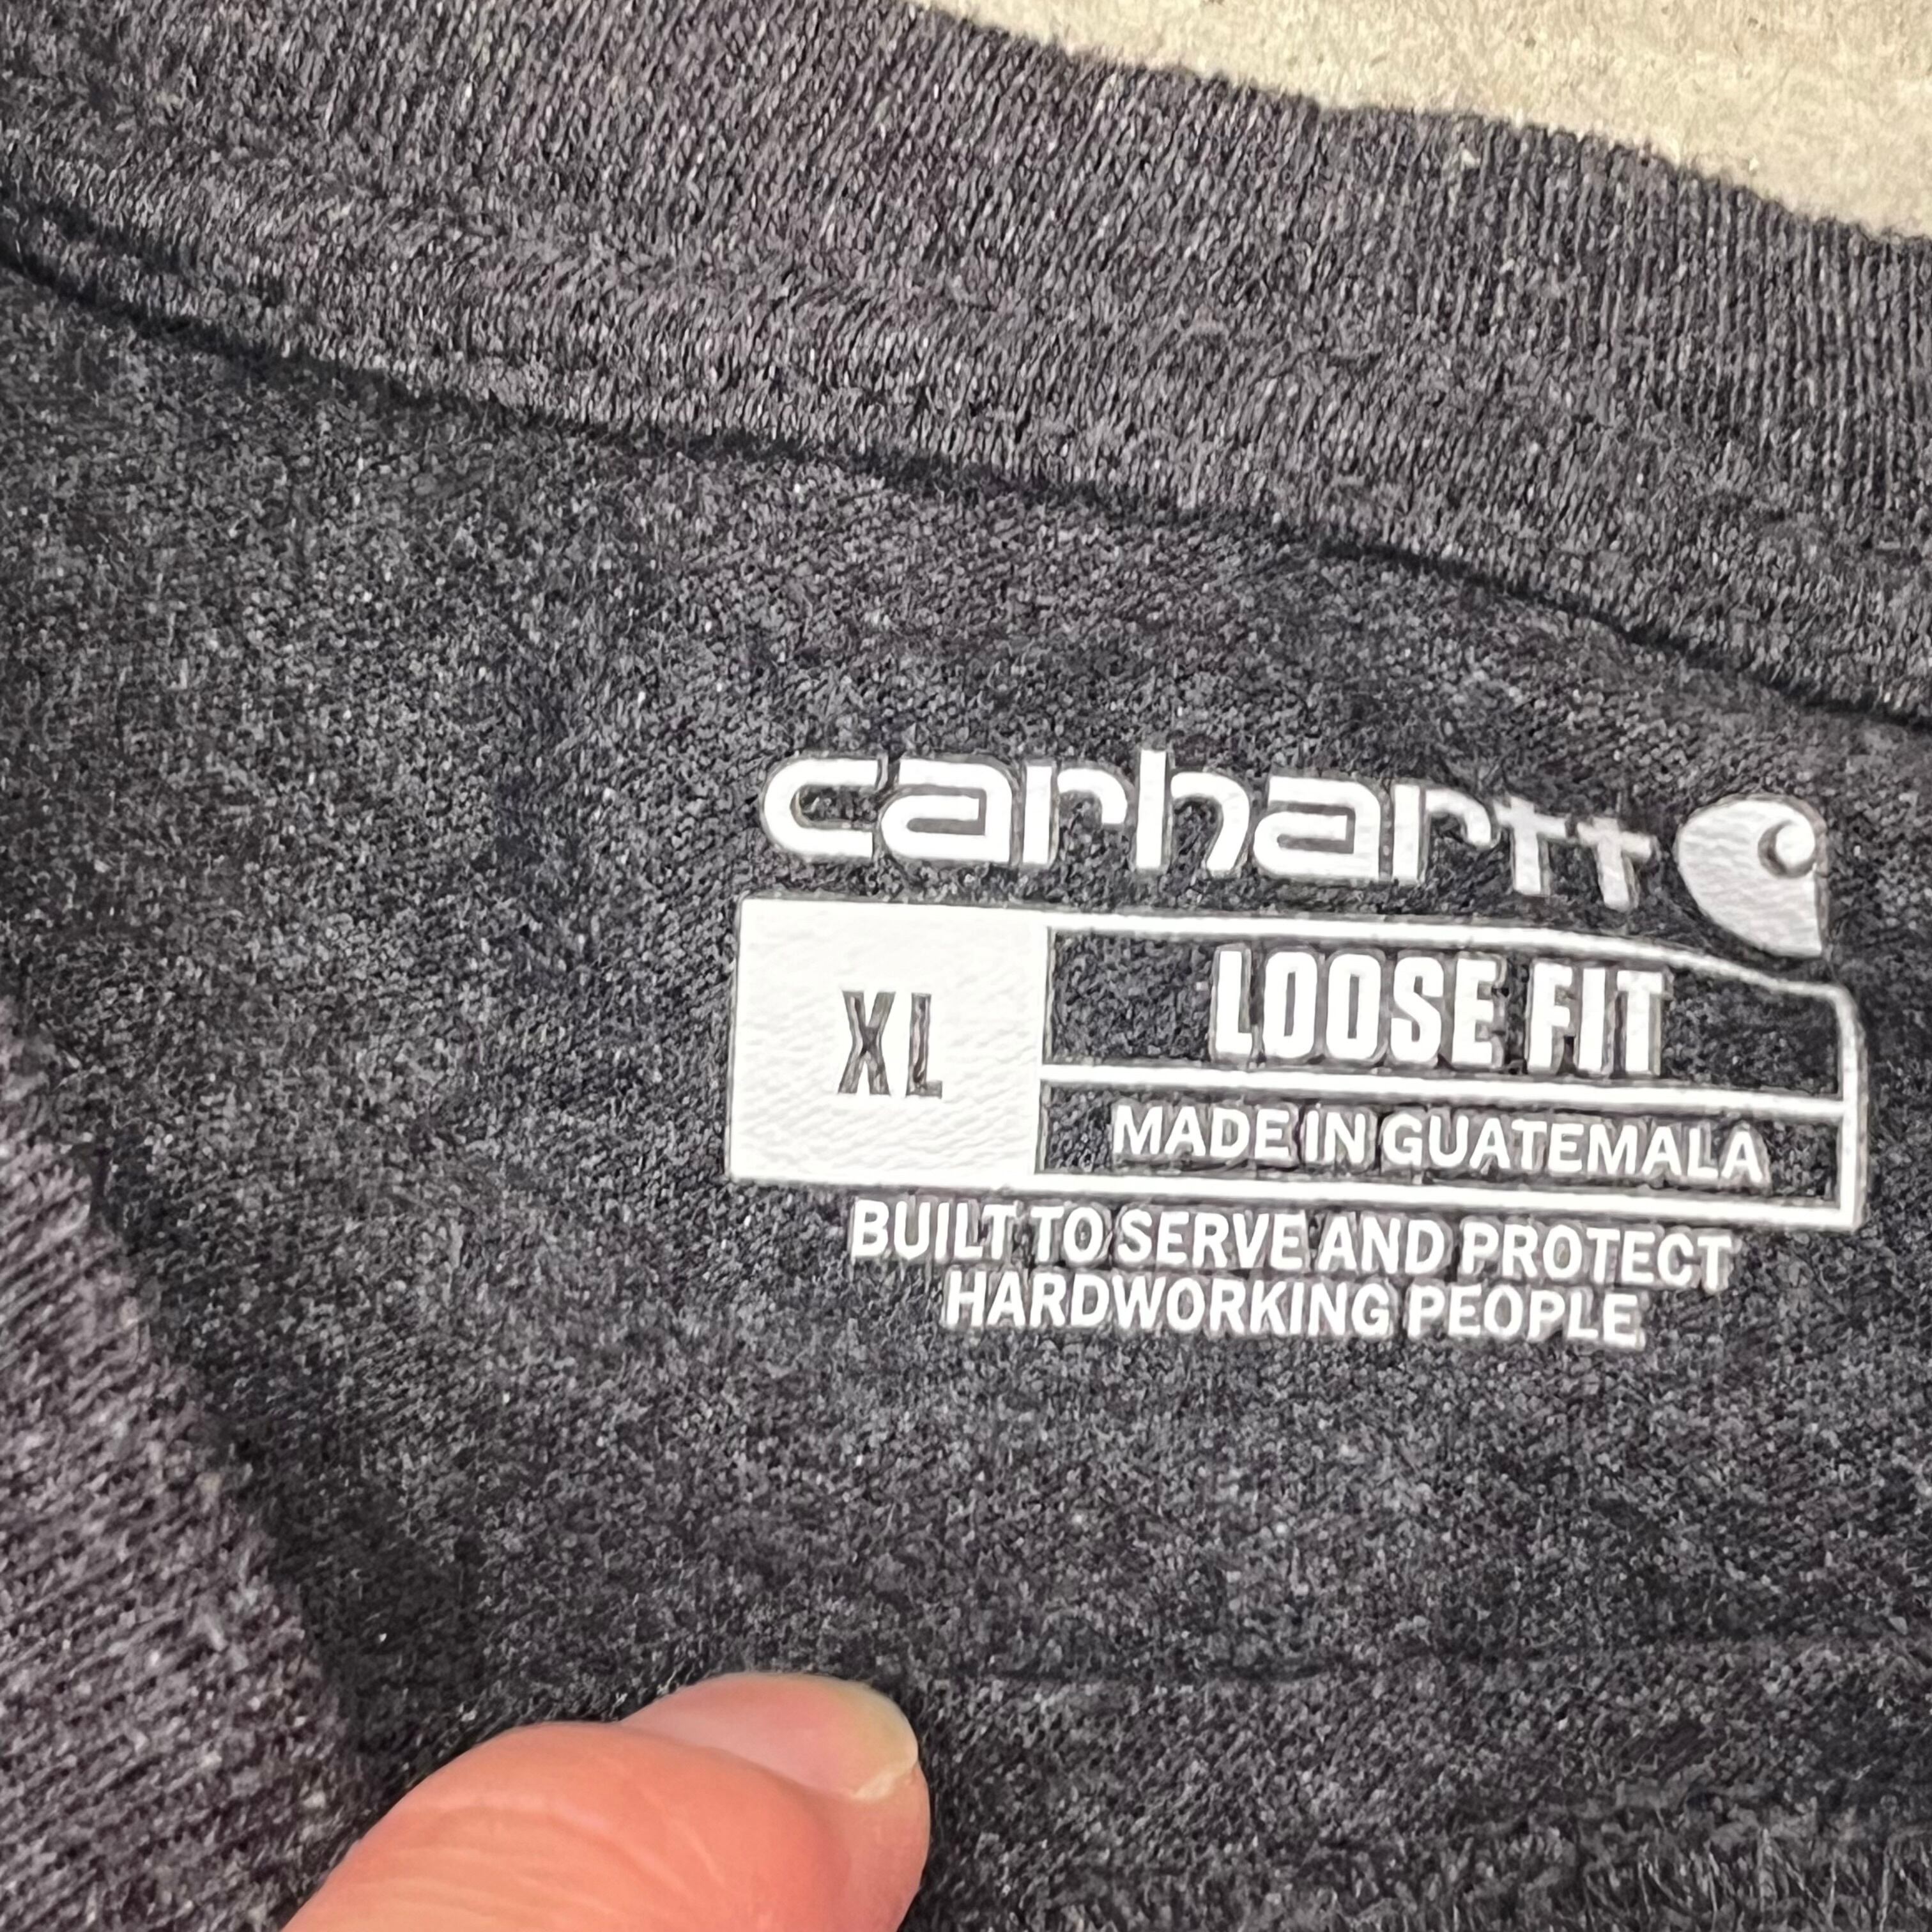 carhartt
XL
LOOSE FIT
MADE IN GUATEMALA
BUILT TO SERVE AND PROTECT
HARDWORKING PEOPLE